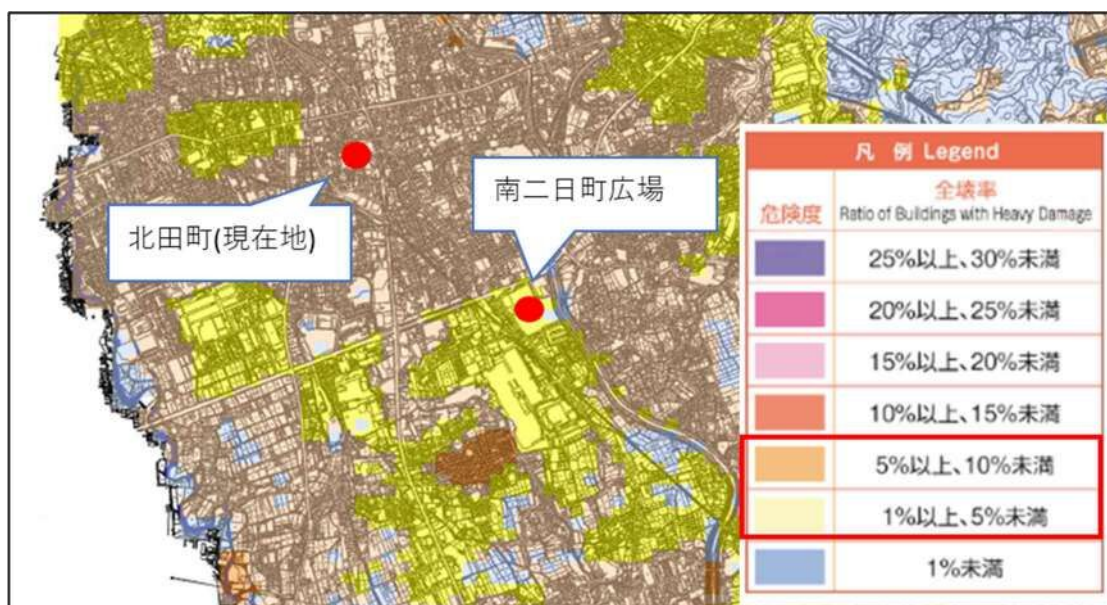 北田町(現在地)
南二日町広場
凡 例 Legend
危険度
全壊率
Ratio of Buildings with Heavy Damage
25%以上、30%未満
20%以上、25%未満
15%以上、20%未満
10%以上、15%未満
5%以上、10%未満
1%以上、5%未満
1%未満